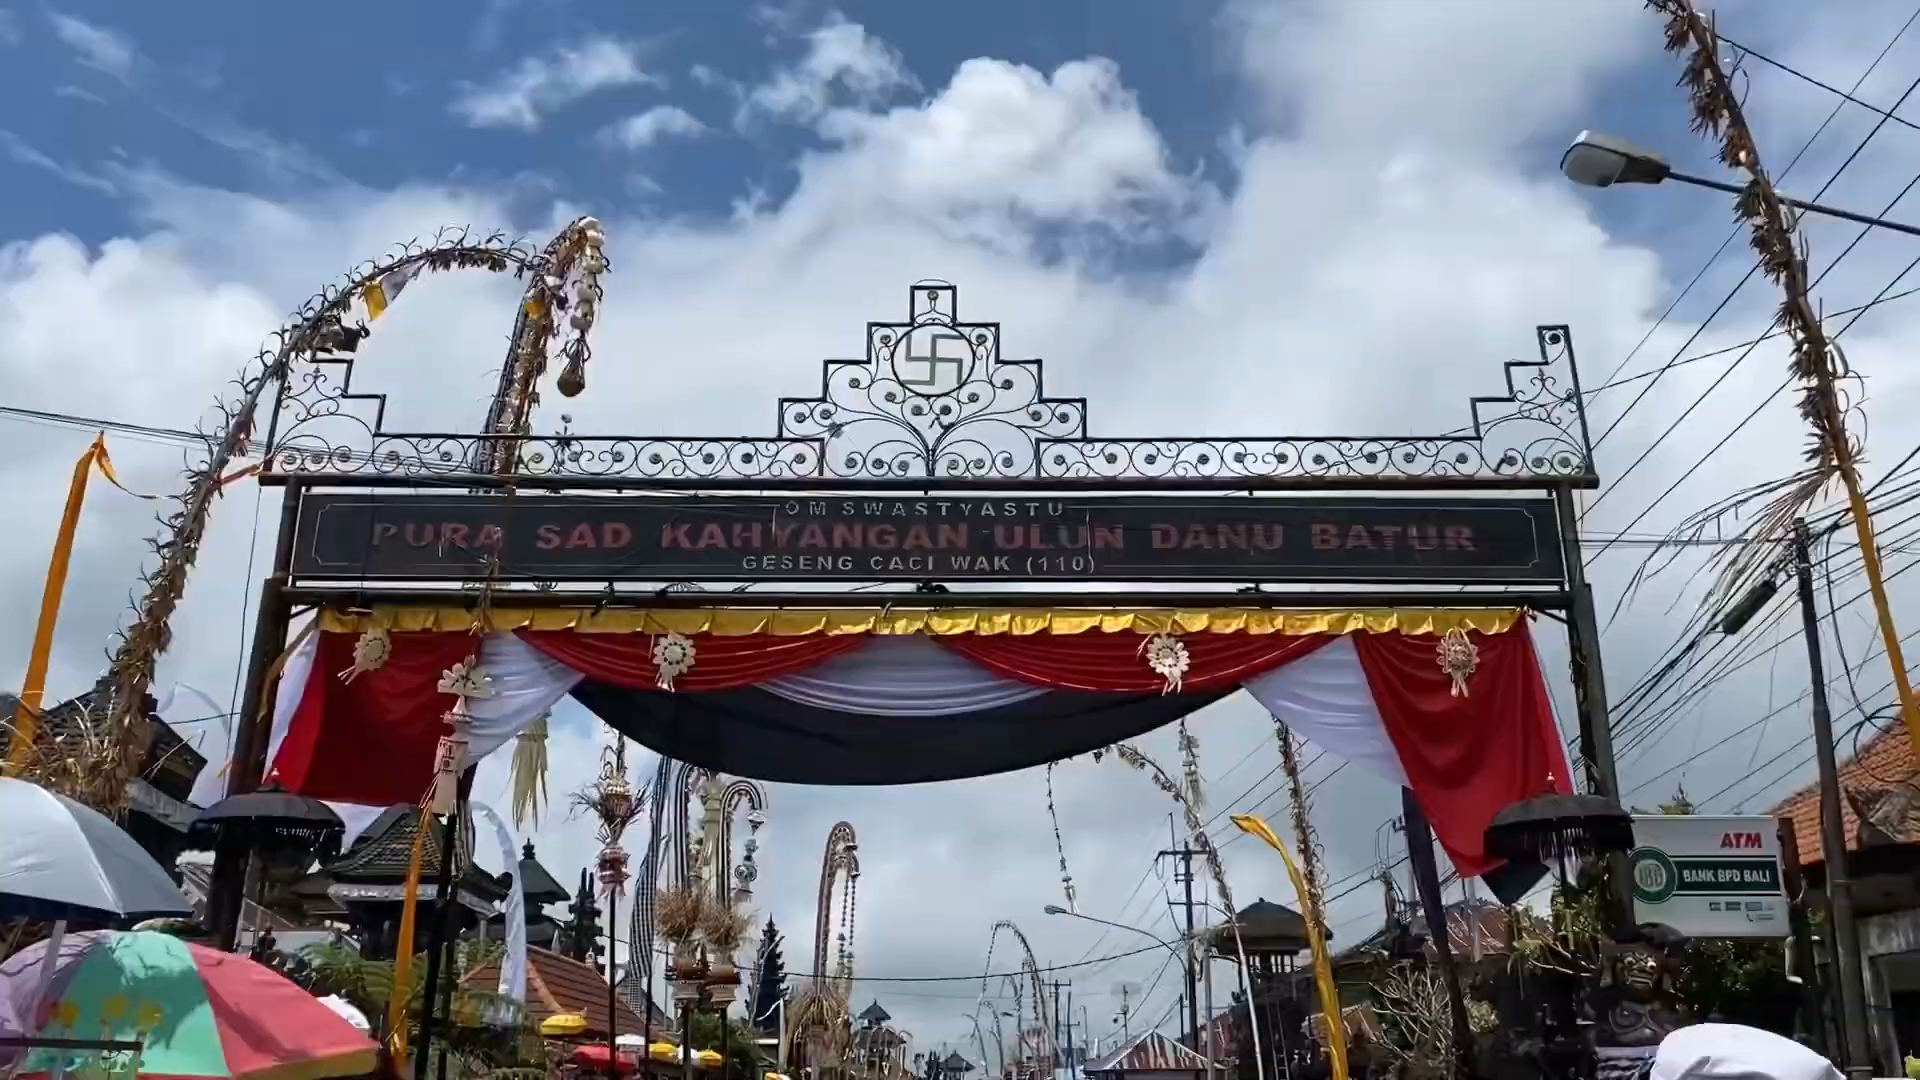 OM SWASTYASTU
PURA SAD KAHYANGAN ULUN DANU BATUR
GESENG CACI WAK (110)
ATM
BANK BPD BALI